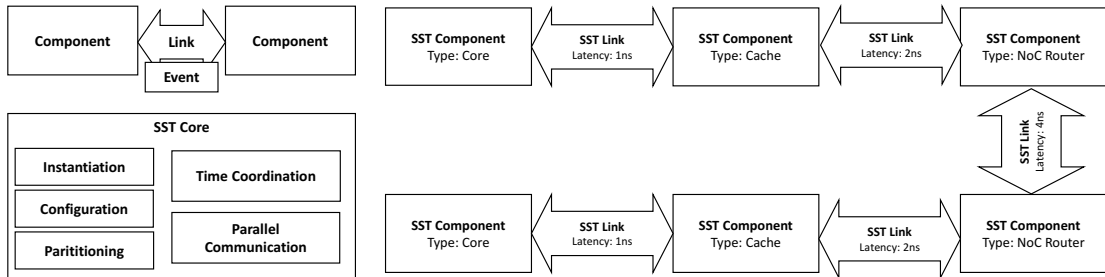 Component
Link
Component
Event
SST Core
Instantiation
Configuration
Parititioning
Time Coordination
Parallel
Communication
SST Component
Type: Core
SST Link
Latency: 1ns
SST Component
Type: Cache
SST Link
Latency: 2ns
SST Component
Type: NoC Router
SST Link
Latency: 4ns
SST Component
Type: Core
SST Link
Latency: 1ns
SST Component
Type: Cache
SST Link
Latency: 2ns
SST Component
Type: NoC Router